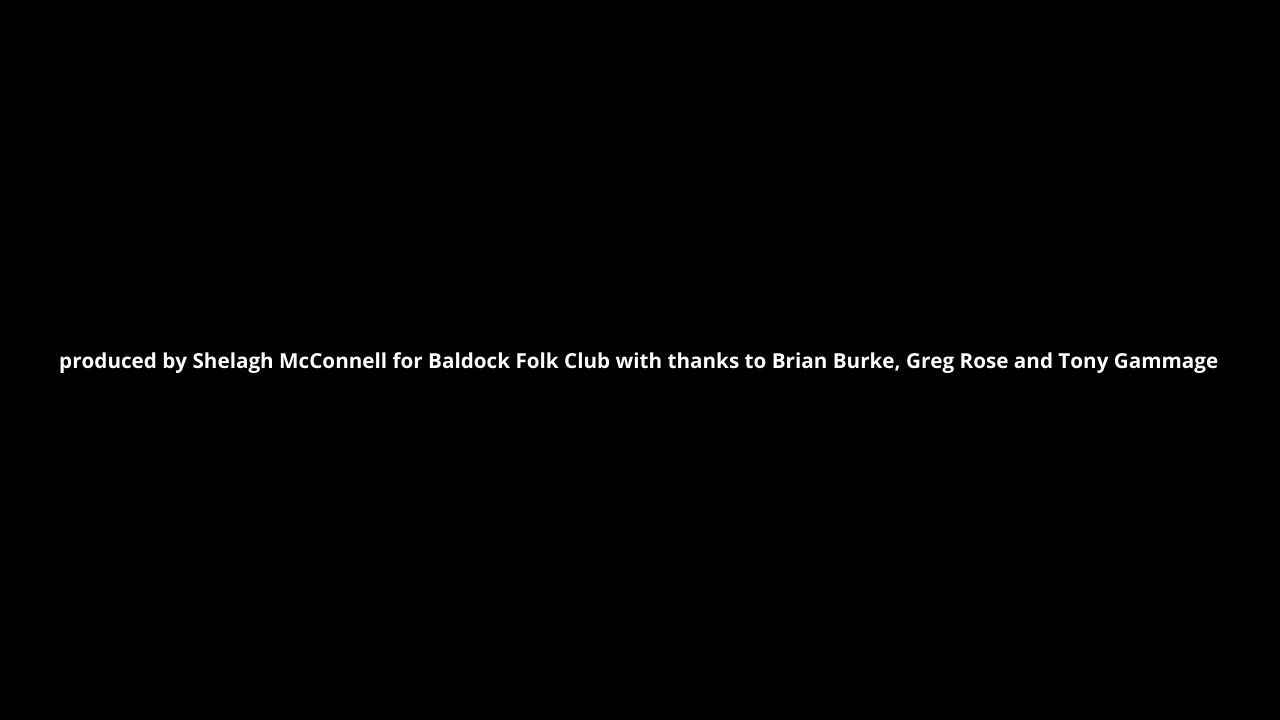 produced by Shelagh McConnell for Baldock Folk Club with thanks to Brian Burke, Greg Rose and Tony Gammage